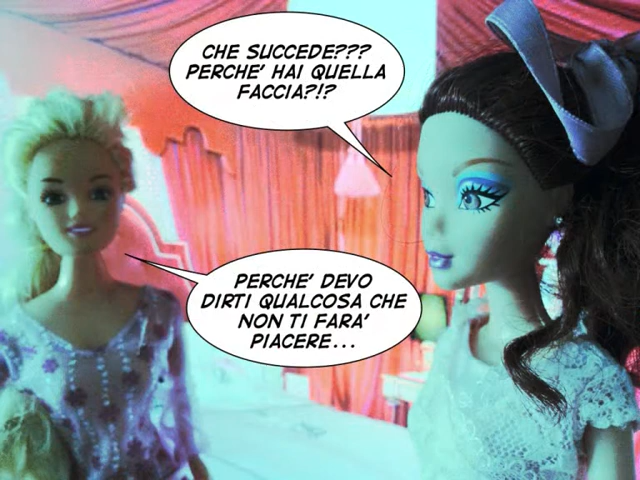 CHE SUCCEDE???
PERCHE' HAI QUELLA
FACCIA?!?
PERCHE' DEVO
DIRTI QUALCOSA CHE
NON TI FARA'
PIACERE...